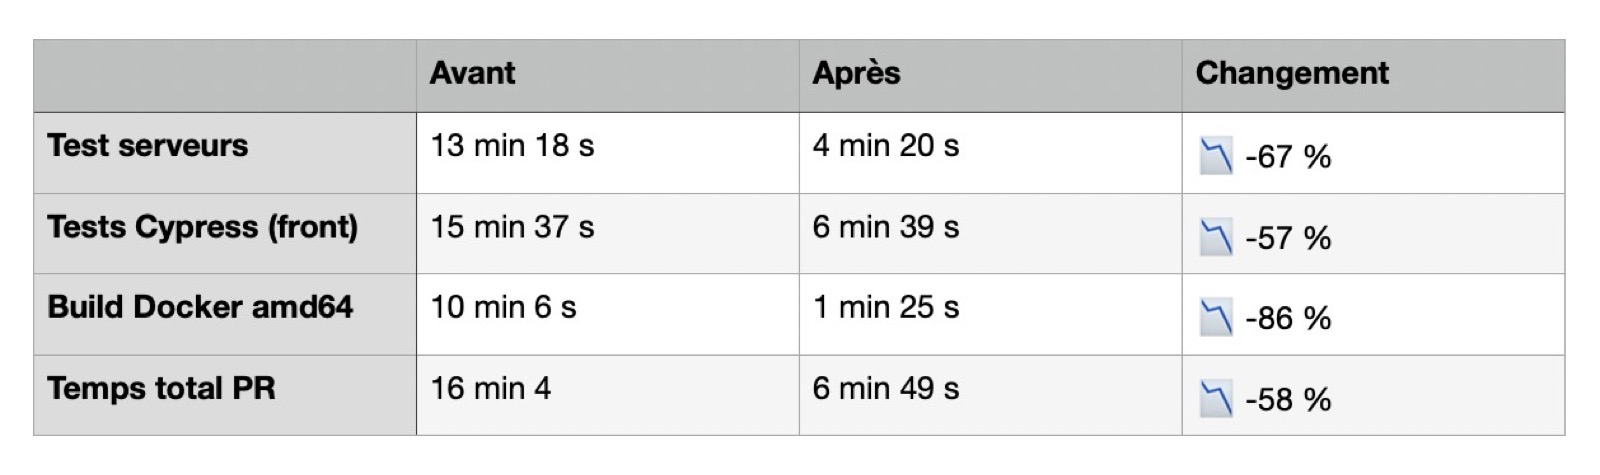 Avant Après Changement
Test serveurs 13 min 18 s 4 min 20 s -67 %
Tests Cypress (front) 15 min 37 s 6 min 39 s -57 %
Build Docker amd64 10 min 6 s 1 min 25 s -86 %
Temps total PR 16 min 4 6 min 49 s -58 %